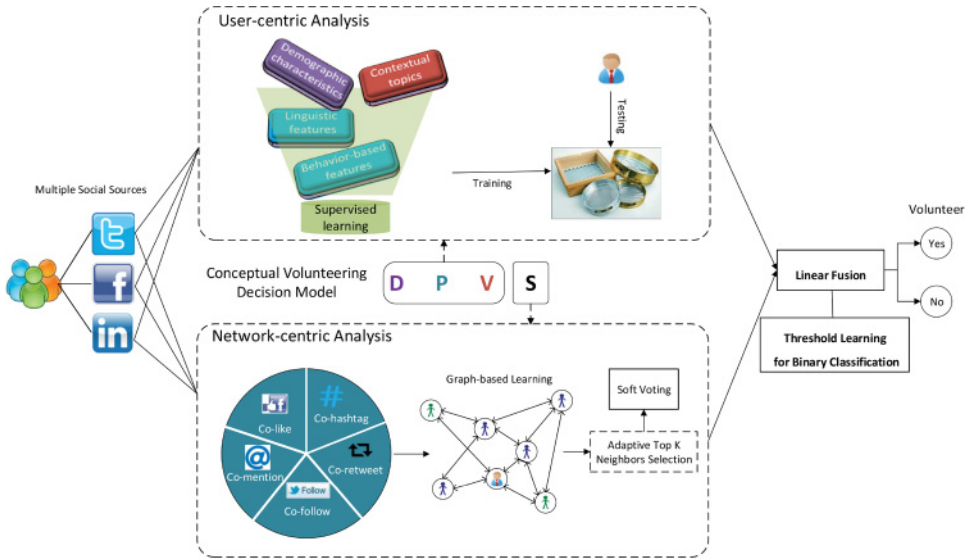 User-centric Analysis
Demographic
characteristics
Contextual
topics
Linguistic
features
Behavior-based
features
Supervised
learning
Training
Testing
Multiple Social Sources
t
f
in
Conceptual Volunteering
Decision Model
D P V S
Network-centric Analysis
Co-like
#
Co-hashtag
@
Co-mention
Co-retweet
Follow
Co-follow
Graph-based Learning
Soft Voting
Adaptive Top K
Neighbors Selection
Linear Fusion
Threshold Learning
for Binary Classification
Volunteer
Yes
No